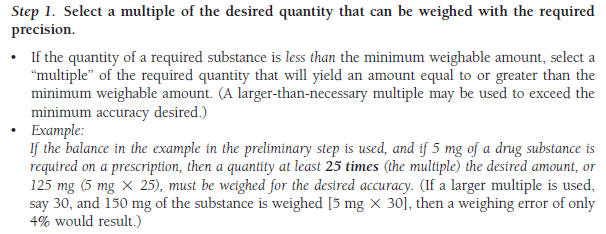 Step 1. Select a multiple of the desired quantity that can be weighed with the required
precision.
• If the quantity of a required substance is less than the minimum weighable amount, select a
“multiple” of the required quantity that will yield an amount equal to or greater than the
minimum weighable amount. (A larger-than-necessary multiple may be used to exceed the
minimum accuracy desired.)
• Example:
If the balance in the example in the preliminary step is used, and if 5 mg of a drug substance is
required on a prescription, then a quantity at least 25 times (the multiple) the desired amount, or
125 mg (5 mg × 25), must be weighed for the desired accuracy. (If a larger multiple is used,
say 30, and 150 mg of the substance is weighed [5 mg × 30], then a weighing error of only
4% would result.)